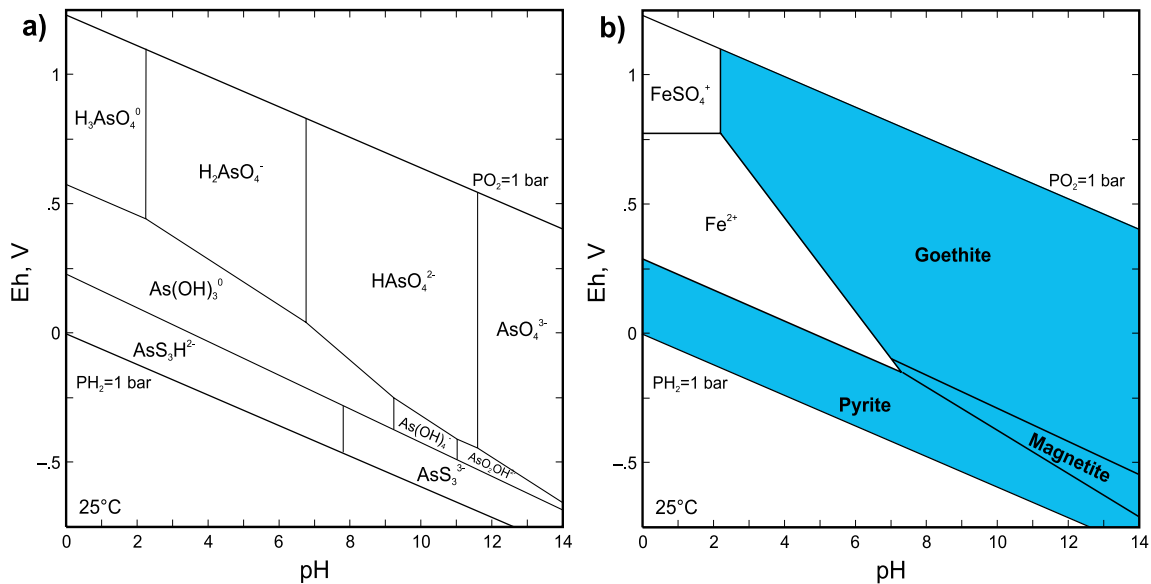 a)
1
.5
0
−.5
Eh, V
H₃AsO₄⁰
H₂AsO₄⁻
HAsO₄²⁻
AsO₄³⁻
As(OH)₃⁰
AsS₃H²⁻
As(OH)₄⁻
AsO₂OH²⁻
AsS₃³⁻
PO₂=1 bar
PH₂=1 bar
25°C
0 2 4 6 8 10 12 14
pH
b)
1
.5
0
−.5
Eh, V
FeSO₄⁺
Fe²⁺
Goethite
Pyrite
Magnetite
PO₂=1 bar
PH₂=1 bar
25°C
0 2 4 6 8 10 12 14
pH